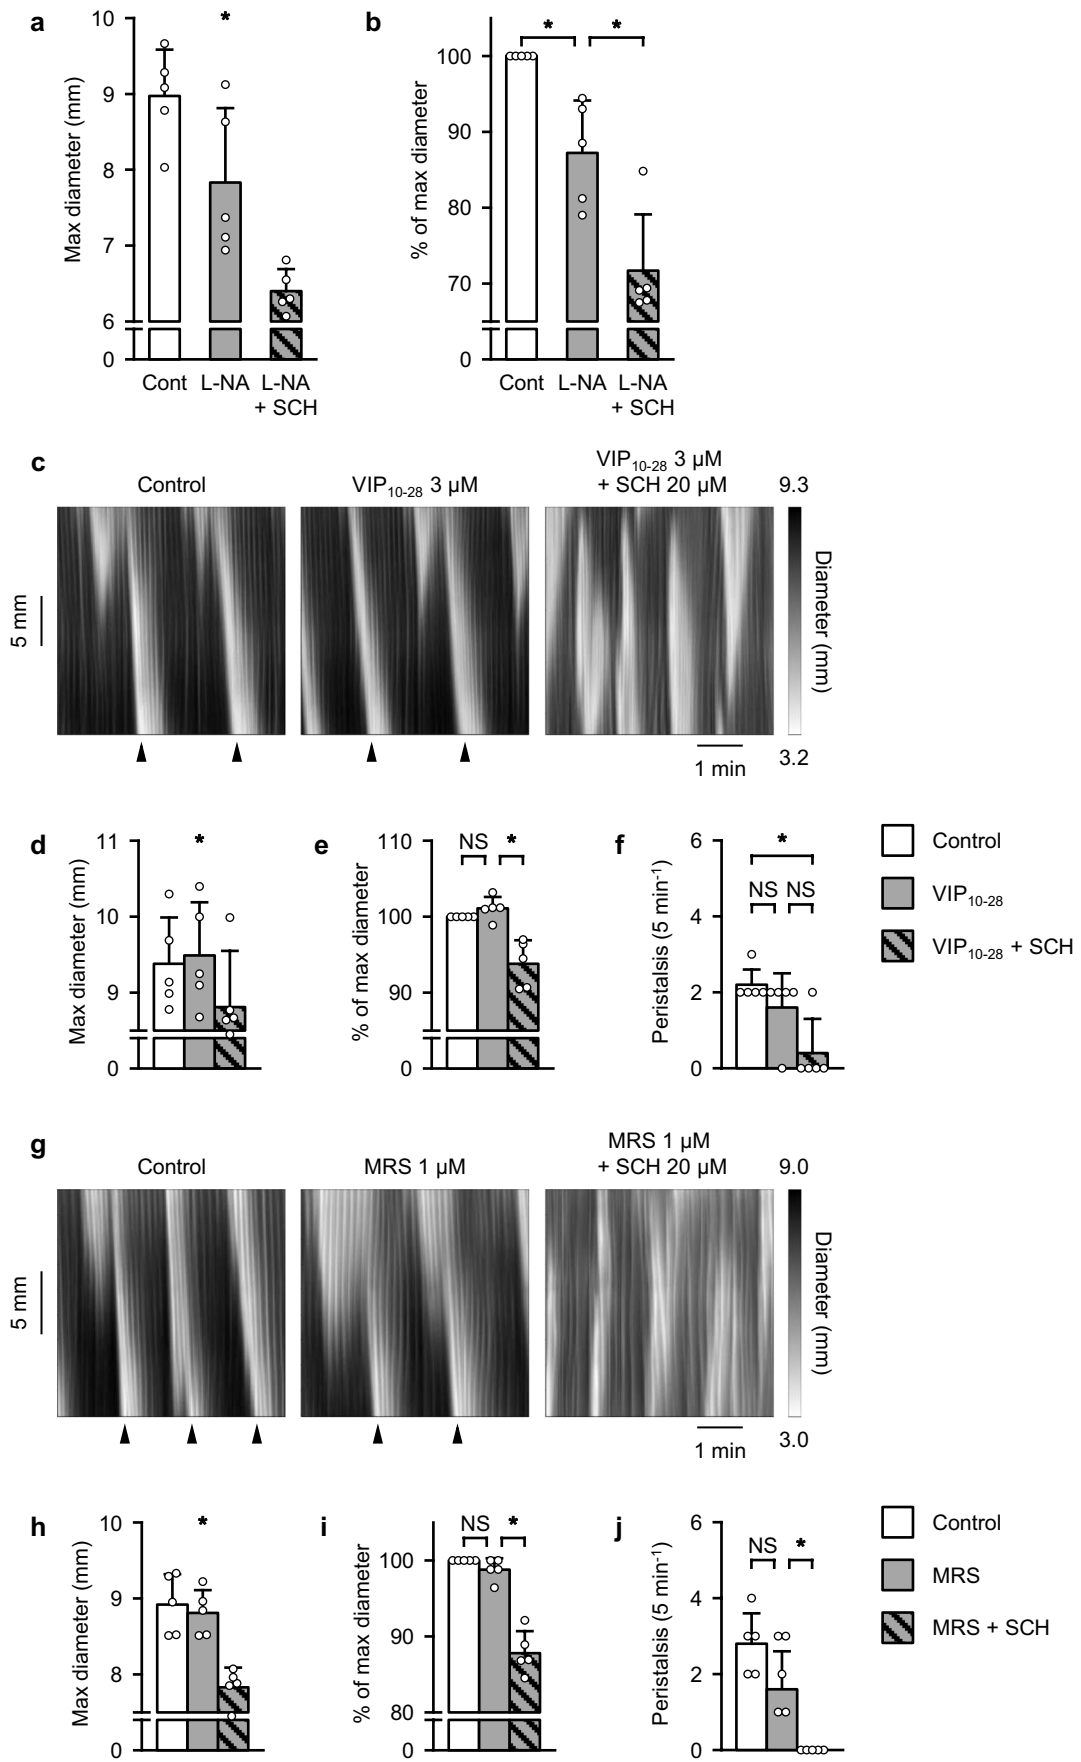 a
*
10
9
8
7
6
0
Max diameter (mm)
Cont L-NA L-NA
+ SCH
b
* *
100
90
80
70
0
% of max diameter
Cont L-NA L-NA
+ SCH
c
Control
VIP10-28 3 µM
VIP10-28 3 µM
+ SCH 20 µM
9.3
Diameter (mm)
3.2
5 mm
1 min
d
*
11
10
9
0
Max diameter (mm)
e
NS *
110
100
90
0
% of max diameter
f
*
NS NS
6
4
2
0
Peristalsis (5 min-1)
Control
VIP10-28
VIP10-28 + SCH
g
Control
MRS 1 µM
MRS 1 µM
+ SCH 20 µM
9.0
Diameter (mm)
3.0
5 mm
1 min
h
*
10
9
8
0
Max diameter (mm)
i
NS *
100
90
80
0
% of max diameter
j
NS *
6
4
2
0
Peristalsis (5 min-1)
Control
MRS
MRS + SCH